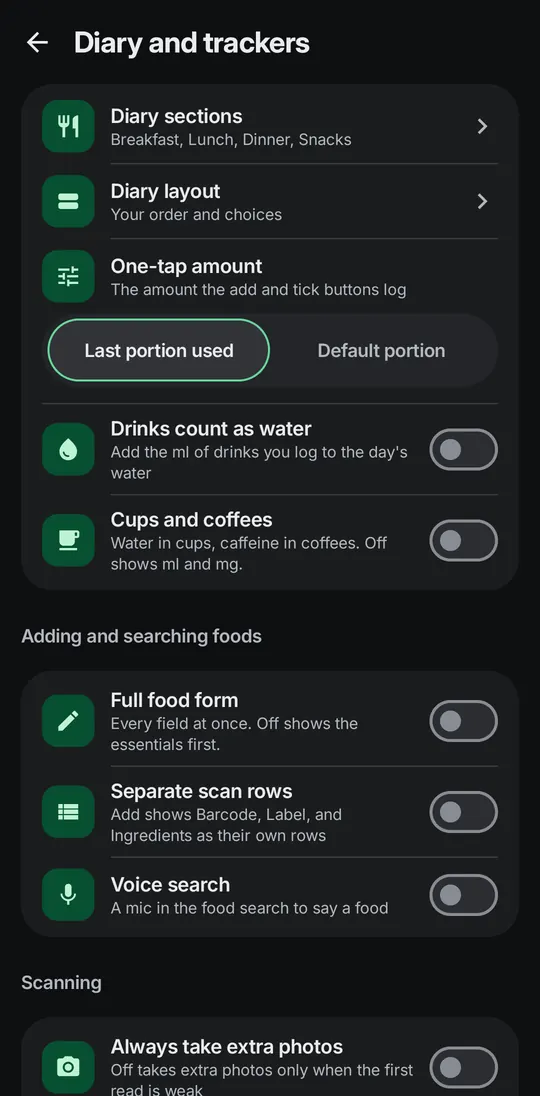 Diary and trackers
Diary sections
Breakfast, Lunch, Dinner, Snacks
Diary layout
Your order and choices
One-tap amount
The amount the add and tick buttons log
Last portion used
Default portion
Drinks count as water
Add the ml of drinks you log to the day's
water
Cups and coffees
Water in cups, caffeine in coffees. Off
shows ml and mg.
Adding and searching foods
Full food form
Every field at once. Off shows the
essentials first.
Separate scan rows
Add shows Barcode, Label, and
Ingredients as their own rows
Voice search
A mic in the food search to say a food
Scanning
Always take extra photos
Off takes extra photos only when the first
read is weak